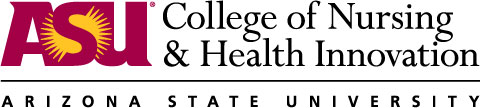 ASU® College of Nursing
& Health Innovation
ARIZONA STATE UNIVERSITY